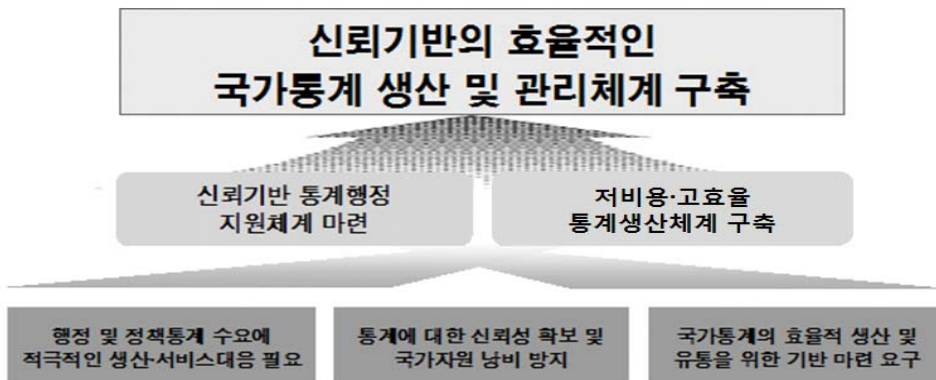 신뢰기반의 효율적인
국가통계 생산 및 관리체계 구축
신뢰기반 통계행정
지원체계 마련
저비용·고효율
통계생산체계 구축
행정 및 정책통계 수요에
적극적인 생산·서비스대응 필요
통계에 대한 신뢰성 확보 및
국가자원 낭비 방지
국가통계의 효율적 생산 및
유통을 위한 기반 마련 요구